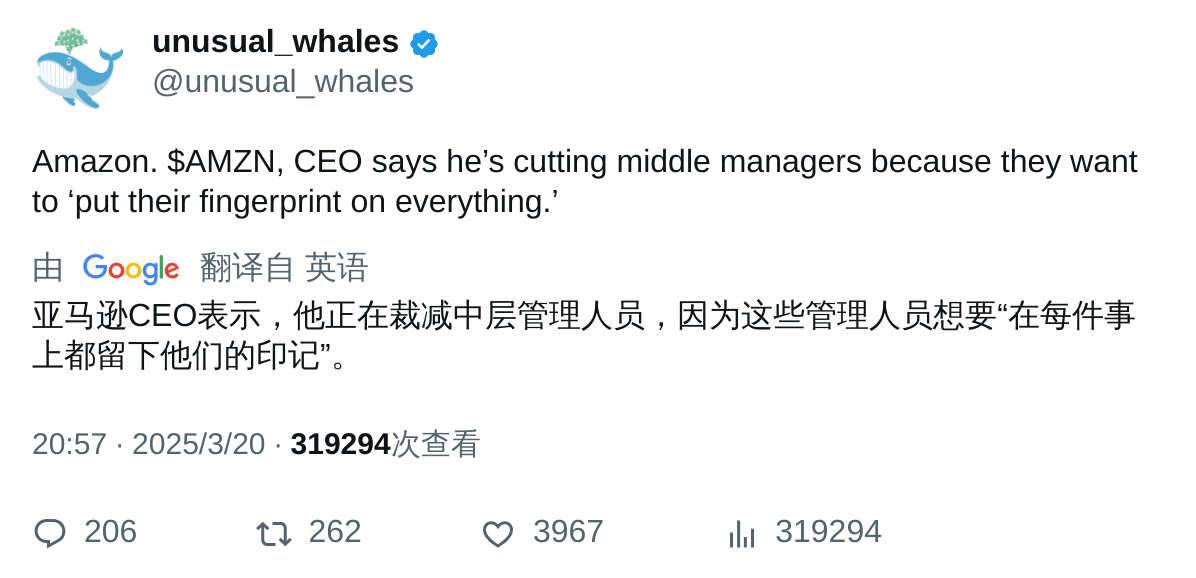 unusual_whales
@unusual_whales
Amazon. $AMZN, CEO says he’s cutting middle managers because they want
to ‘put their fingerprint on everything.’
由 Google 翻译自 英语
亚马逊CEO表示，他正在裁减中层管理人员，因为这些管理人员想要“在每件事
上都留下他们的印记”。
20:57 · 2025/3/20 · 319294次查看
206 262 3967 319294